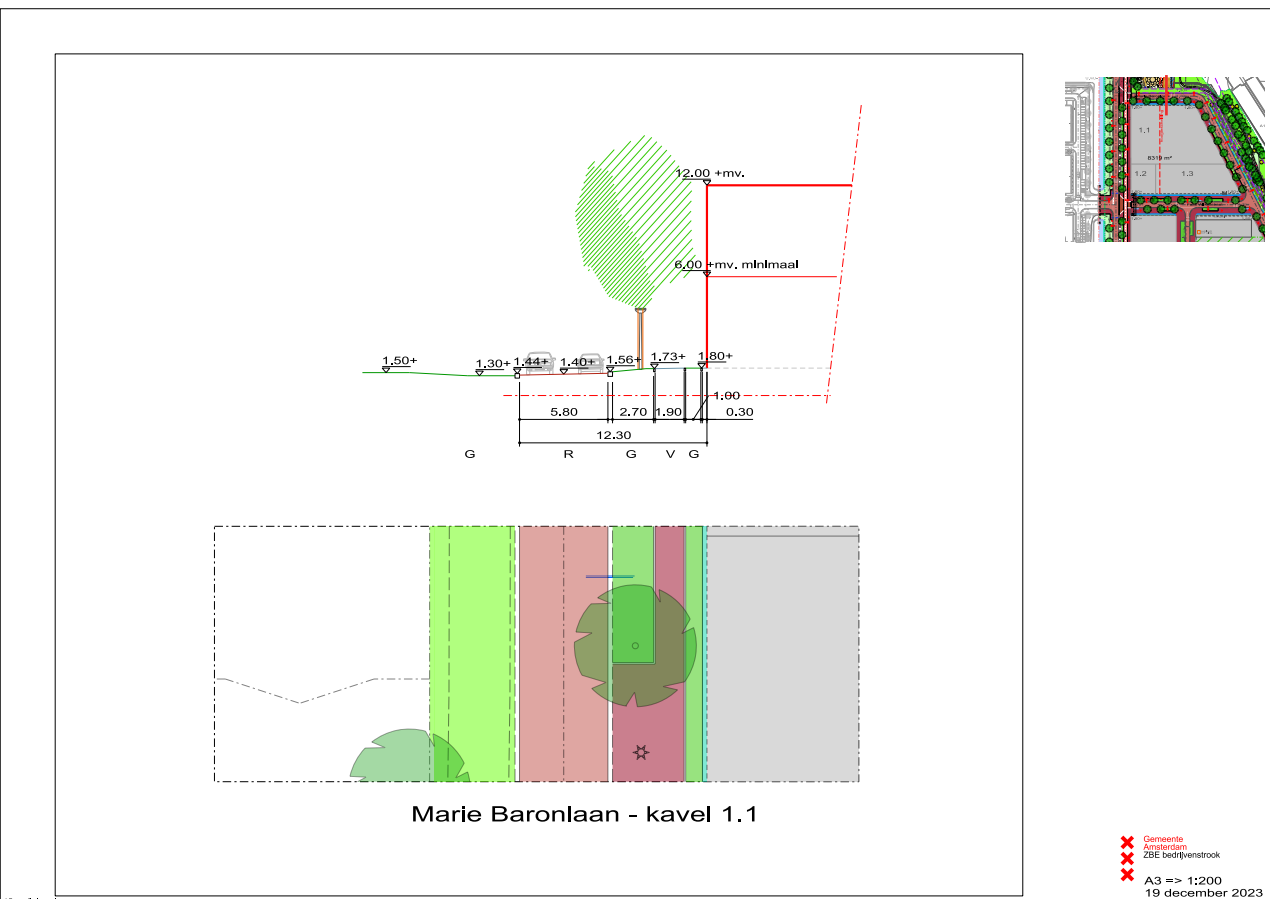 12.00 +mv.
6.00 +mv. minimaal
1.50+
1.30+
1.44+
1.40+
1.56+
1.73+
1.80+
1.00
5.80
2.70
1.90
0.30
12.30
G
R
G
V
G
Marie Baronlaan - kavel 1.1
1.1
8319 m²
1.2
1.3
Gemeente
Amsterdam
ZBE bedrijvenstrook
A3 => 1:200
19 december 2023